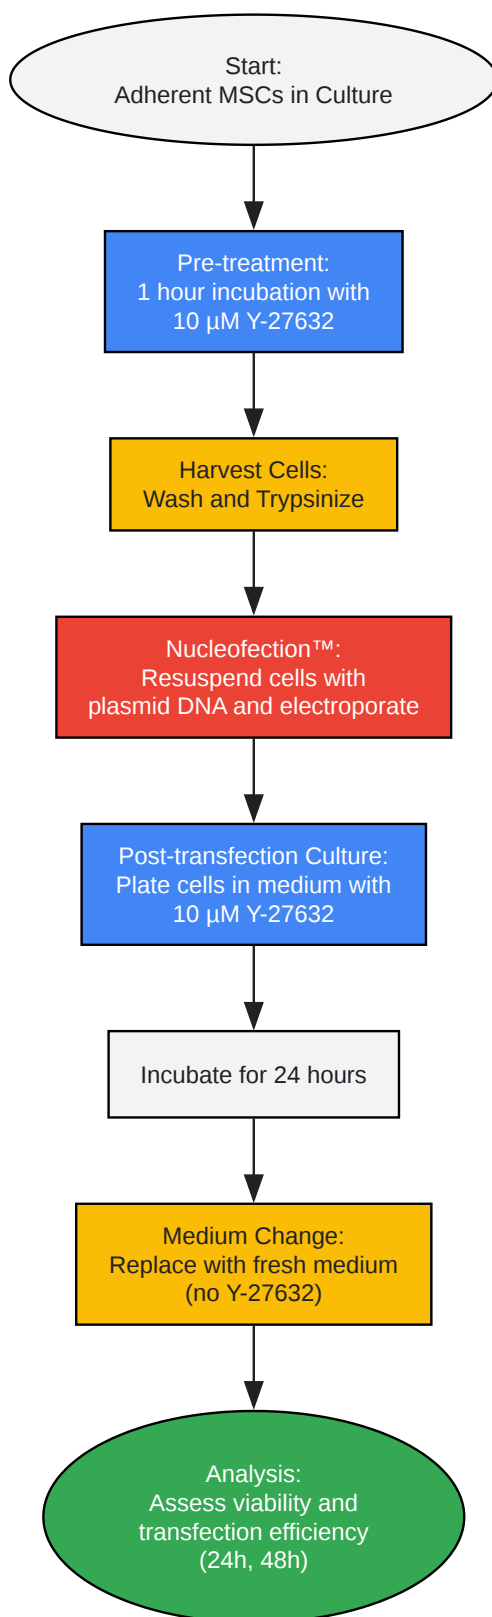 Start:
Adherent MSCs in Culture
Pre-treatment:
1 hour incubation with
10 µM Y-27632
Harvest Cells:
Wash and Trypsinize
Nucleofection™:
Resuspend cells with
plasmid DNA and electroporate
Post-transfection Culture:
Plate cells in medium with
10 µM Y-27632
Incubate for 24 hours
Medium Change:
Replace with fresh medium
(no Y-27632)
Analysis:
Assess viability and
transfection efficiency
(24h, 48h)